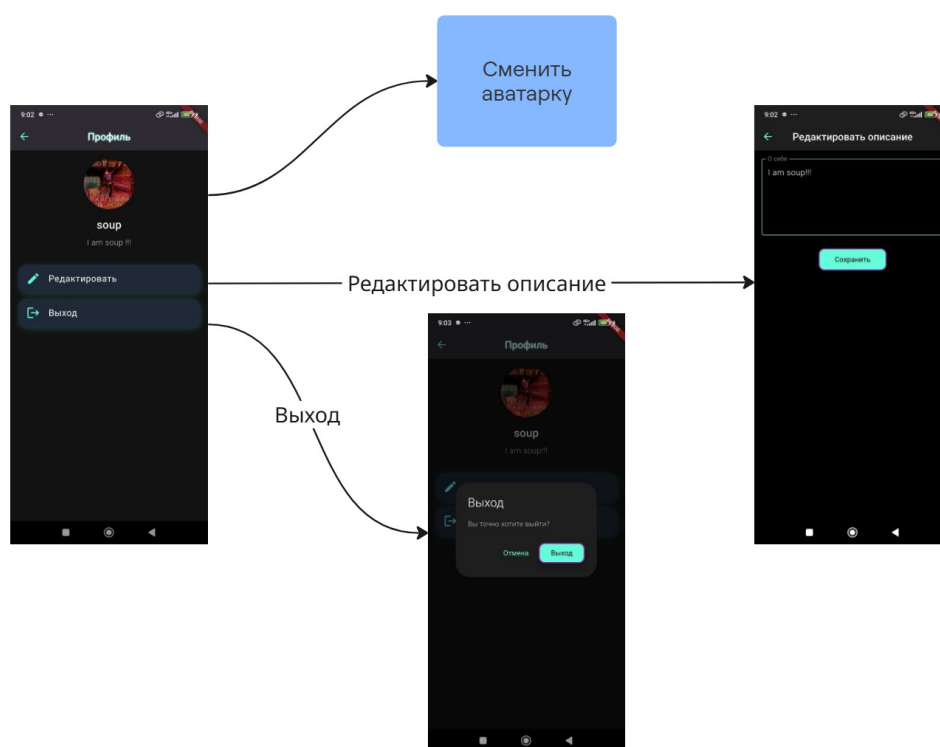 Сменить
аватарку
9:02
Профиль
soup
I am soup !!!
Редактировать
Выход
Редактировать описание
9:02
Редактировать описание
О себе
I am soup!!!
Сохранить
Выход
9:03
Профиль
soup
I am soup!!!
Выход
Вы точно хотите выйти?
Отмена
Выход